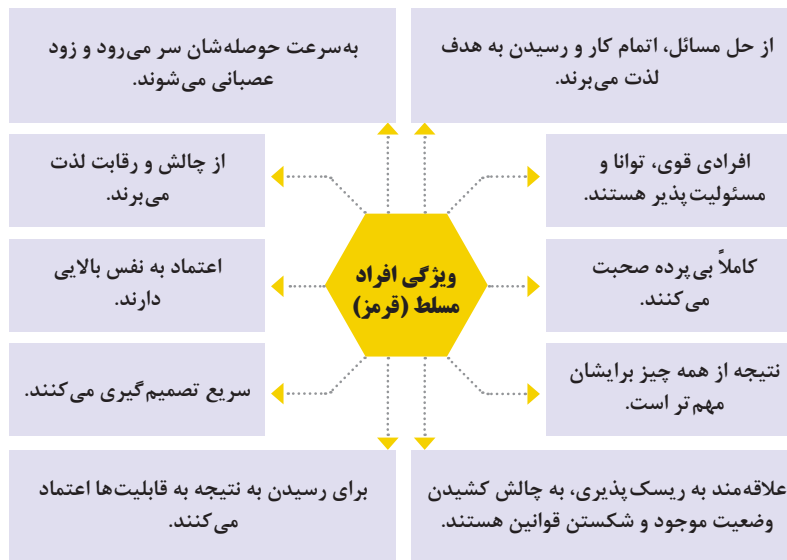 از حل مسائل، اتمام کار و رسیدن به هدف
لذت می‌برند.
به‌سرعت حوصله‌شان سر می‌رود و زود
عصبانی می‌شوند.
افرادی قوی، توانا و
مسئولیت‌پذیر هستند.
از چالش و رقابت لذت
می‌برند.
ویژگی افراد
مسلط (قرمز)
کاملاً بی‌پرده صحبت
می‌کنند.
اعتماد به نفس بالایی
دارند.
نتیجه از همه چیز برایشان
مهم‌تر است.
سریع تصمیم‌گیری می‌کنند.
علاقه‌مند به ریسک‌پذیری، به چالش کشیدن
وضعیت موجود و شکستن قوانین هستند.
برای رسیدن به نتیجه به قابلیت‌ها اعتماد
می‌کنند.